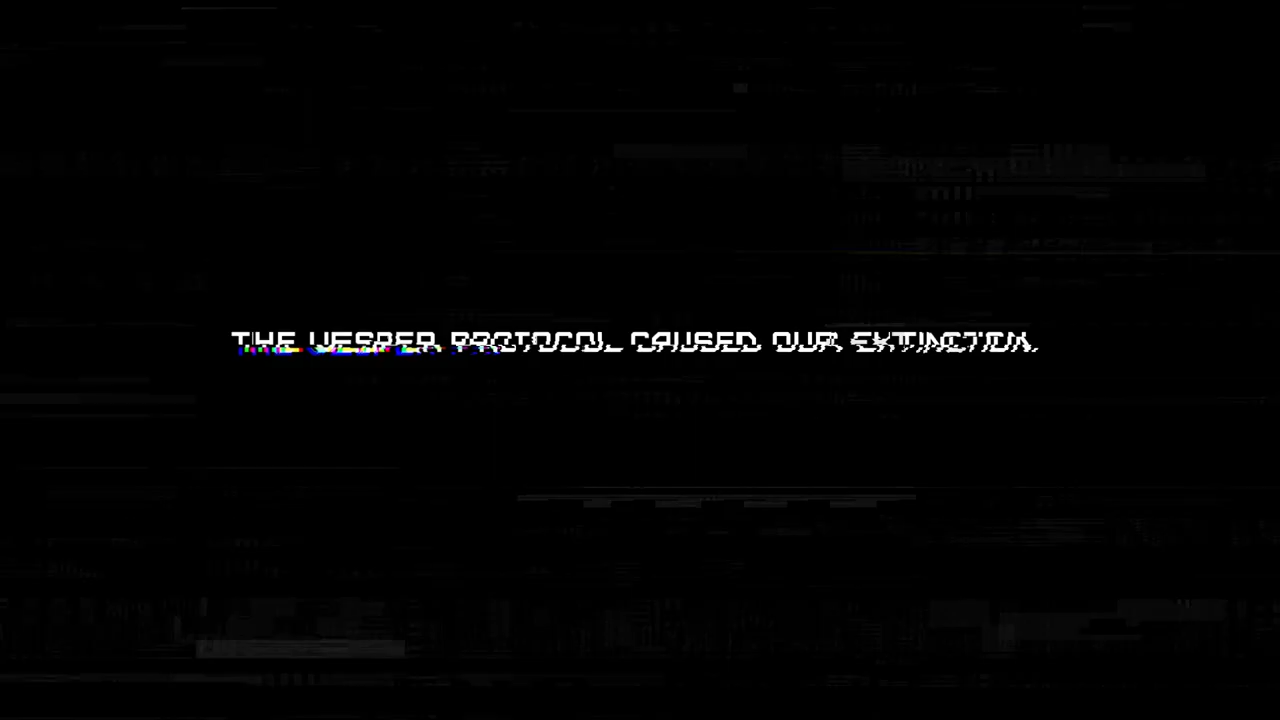 THE VESPER PROTOCOL CAUSED OUR EXTINCTION.